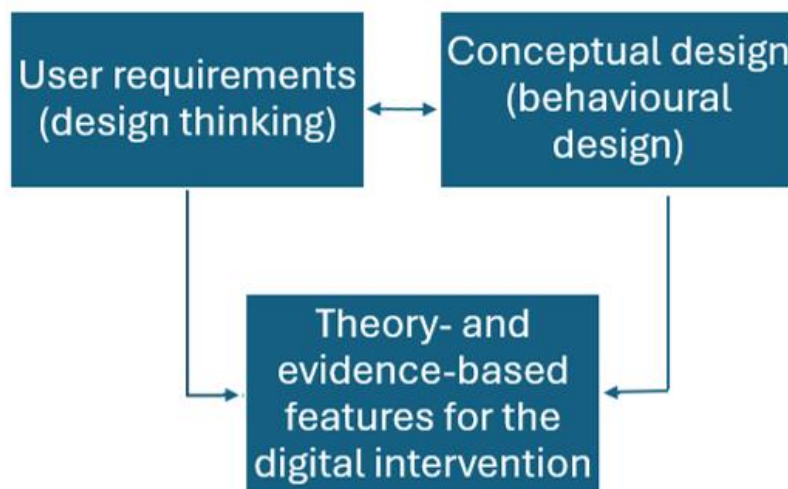 User requirements
(design thinking)
Conceptual design
(behavioural
design)
Theory- and
evidence-based
features for the
digital intervention